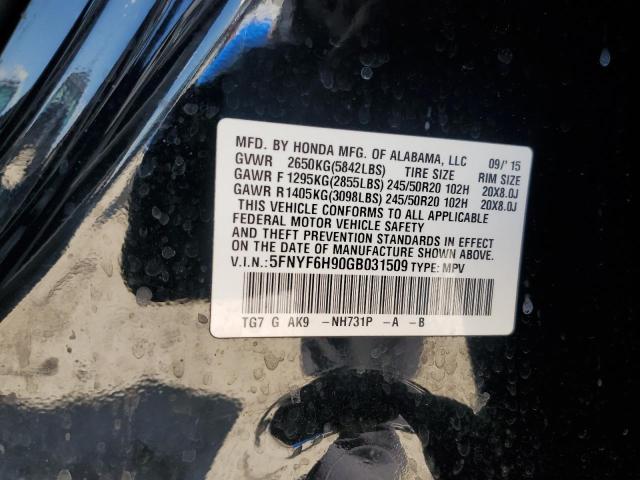 MFD. BY HONDA MFG. OF ALABAMA, LLC 09/'15
GVWR 2650KG(5842LBS) TIRE SIZE RIM SIZE
GAWR F 1295KG(2855LBS) 245/50R20 102H 20X8.0J
GAWR R 1405KG(3098LBS) 245/50R20 102H 20X8.0J
THIS VEHICLE CONFORMS TO ALL APPLICABLE
FEDERAL MOTOR VEHICLE SAFETY
AND THEFT PREVENTION STANDARDS IN EFFECT
ON THE DATE OF MANUFACTURE SHOWN ABOVE.
V.I.N.: 5FNYF6H90GB031509 TYPE: MPV
TG7 G AK9 -NH731P -A -B